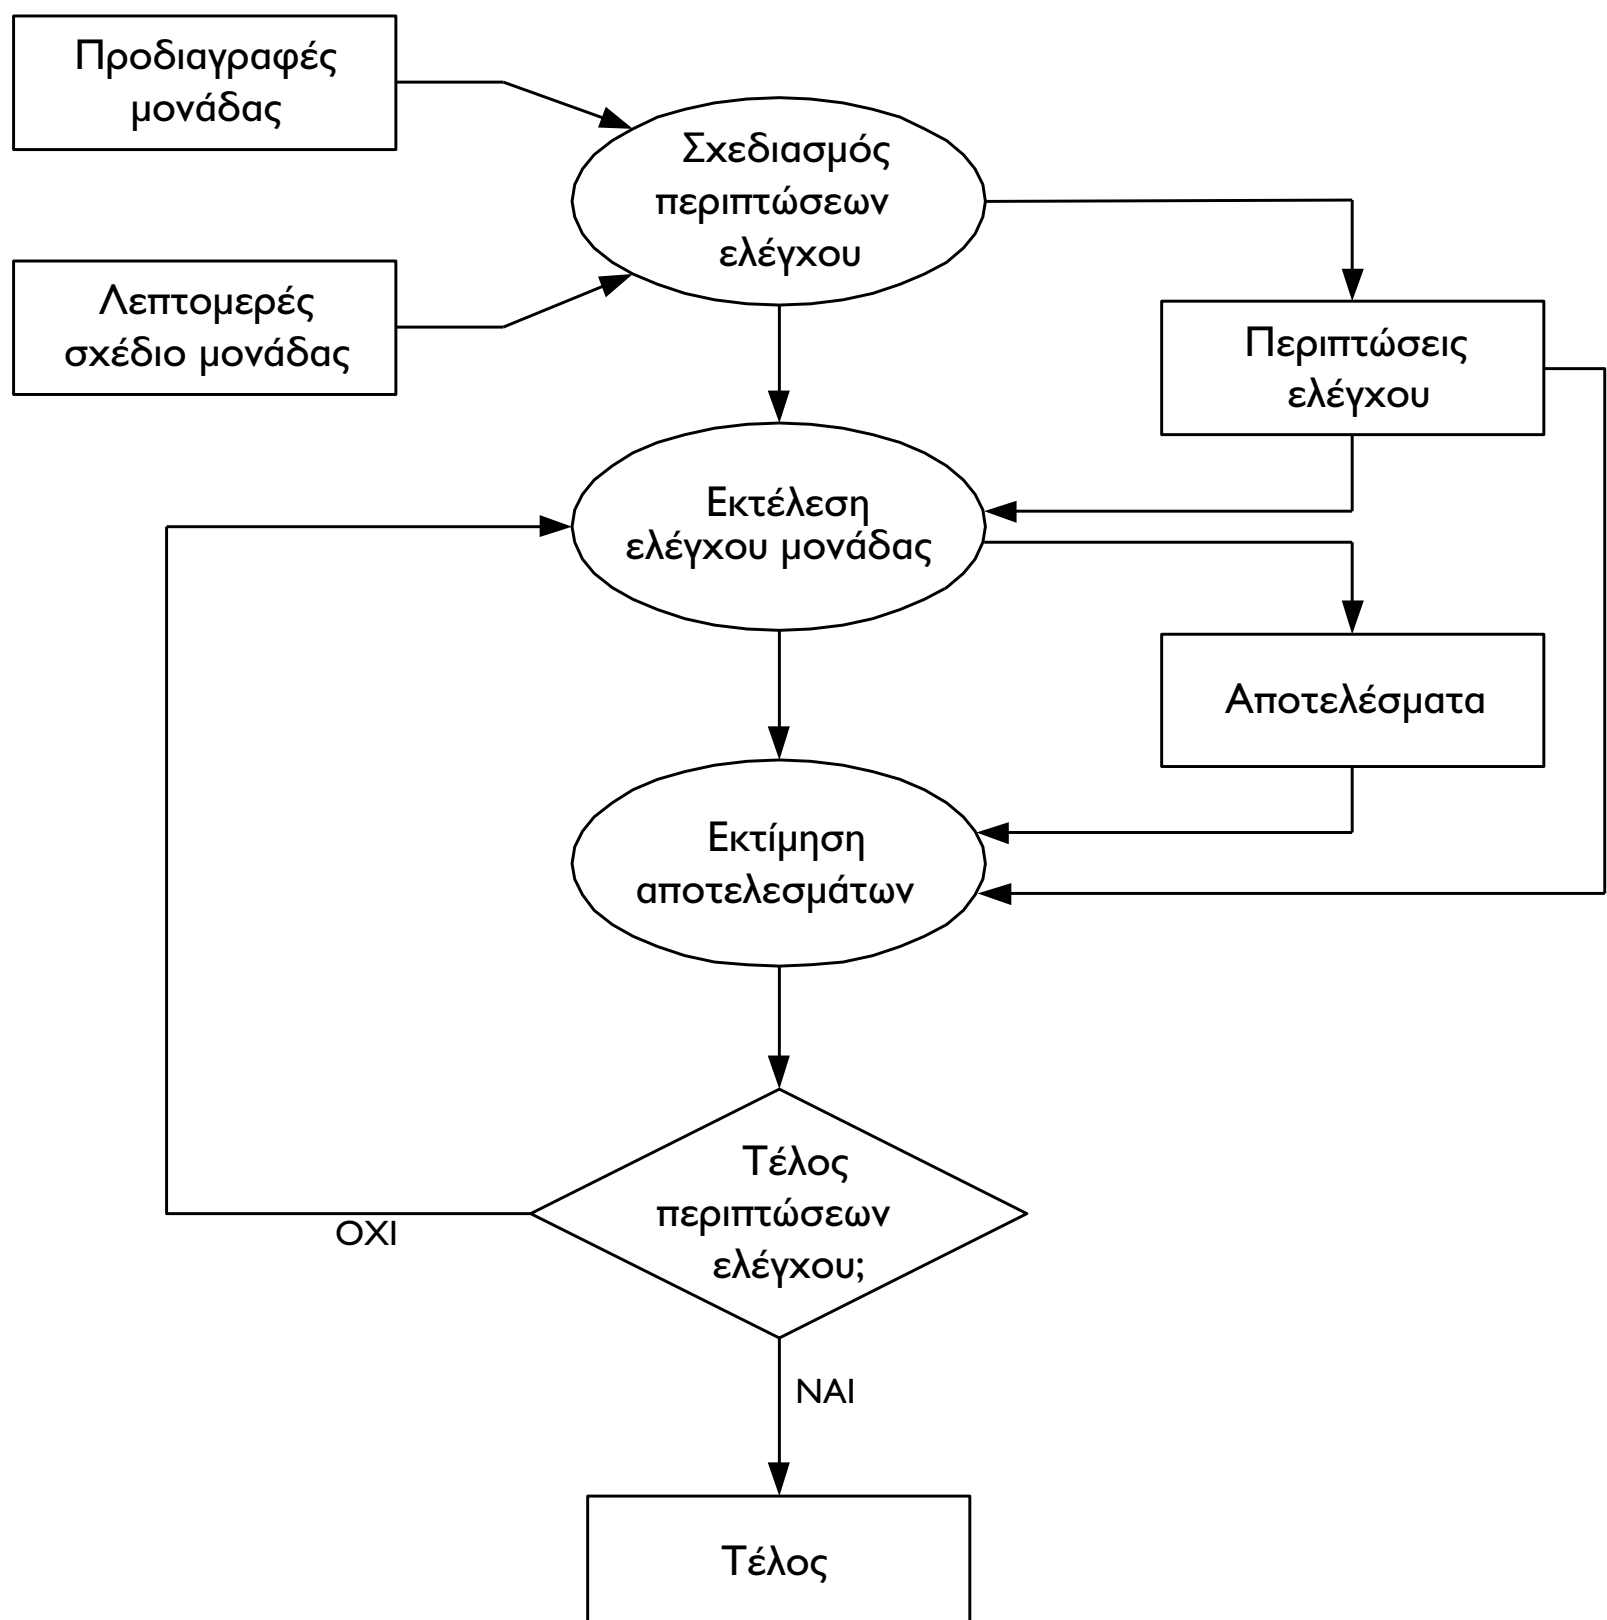 Προδιαγραφές
μονάδας
Σχεδιασμός
περιπτώσεων
ελέγχου
Λεπτομερές
σχέδιο μονάδας
Περιπτώσεις
ελέγχου
Εκτέλεση
ελέγχου μονάδας
Αποτελέσματα
Εκτίμηση
αποτελεσμάτων
Τέλος
περιπτώσεων
ελέγχου;
ΟΧΙ
ΝΑΙ
Τέλος